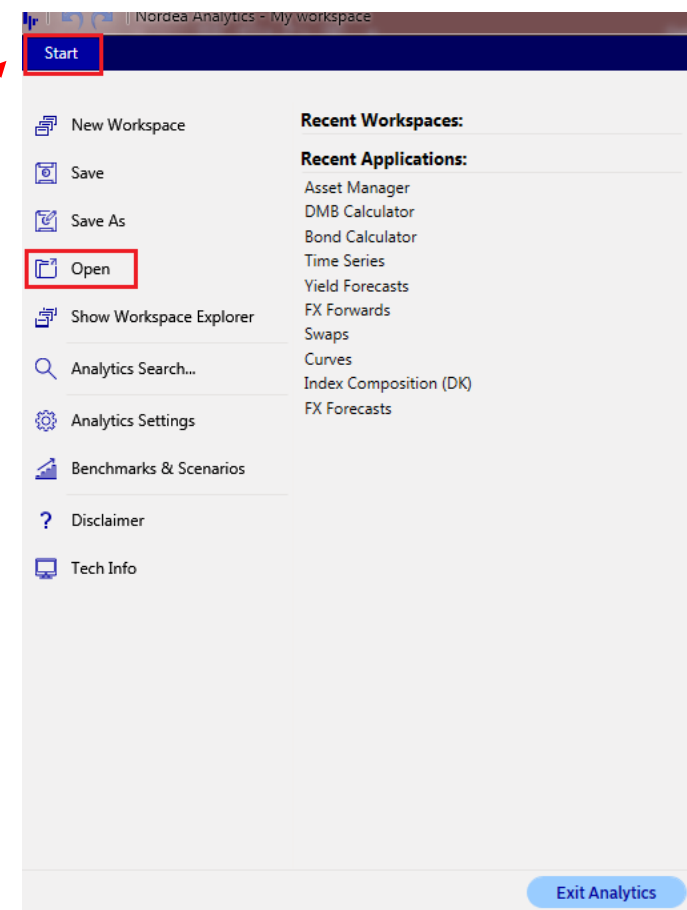 Nordea Analytics - My workspace
Start
New Workspace
Save
Save As
Open
Show Workspace Explorer
Analytics Search...
Analytics Settings
Benchmarks & Scenarios
Disclaimer
Tech Info
Recent Workspaces:
Recent Applications:
Asset Manager
DMB Calculator
Bond Calculator
Time Series
Yield Forecasts
FX Forwards
Swaps
Curves
Index Composition (DK)
FX Forecasts
Exit Analytics